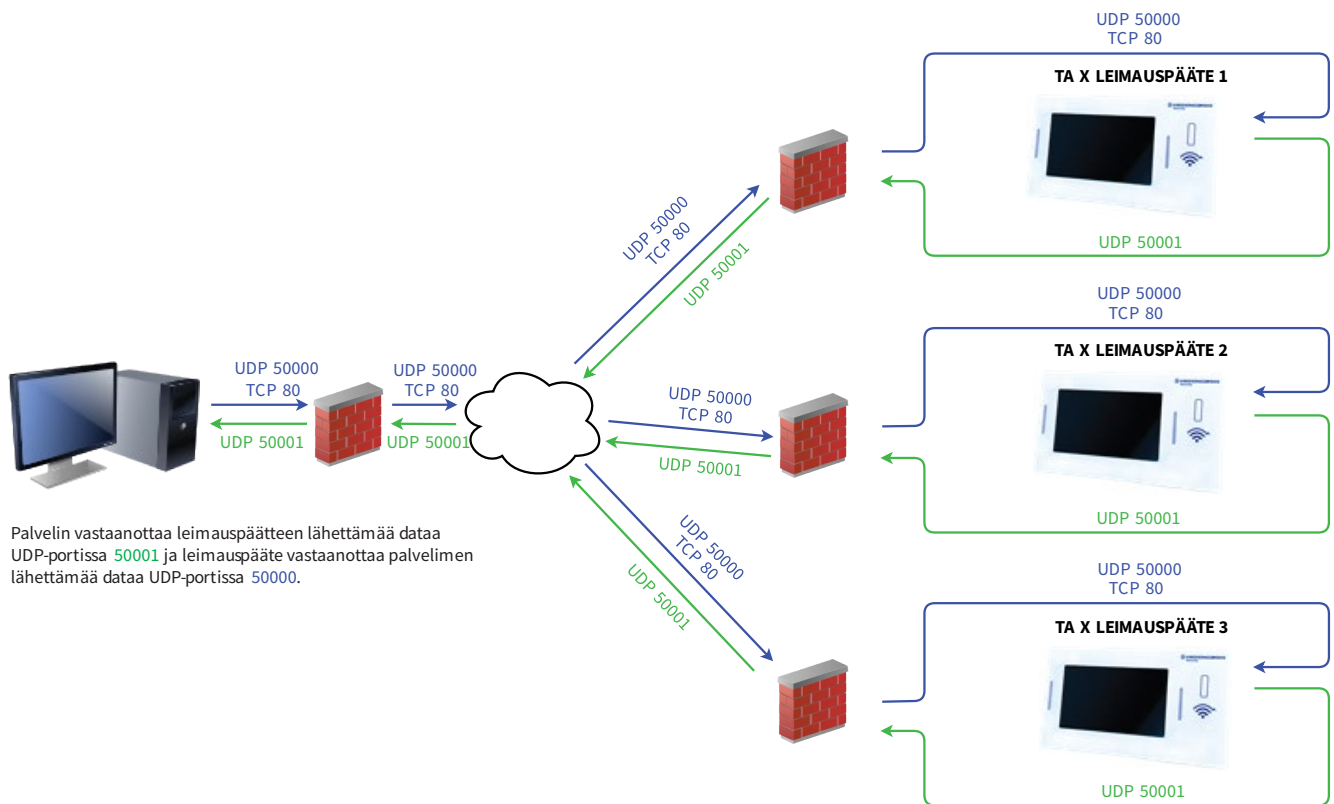 UDP 50000
TCP 80
TA X LEIMAUSPÄÄTE 1
UDP 50001
UDP 50000
TCP 80
UDP 50001
UDP 50000
TCP 80
TA X LEIMAUSPÄÄTE 2
UDP 50001
UDP 50000
TCP 80
UDP 50001
UDP 50000
TCP 80
UDP 50001
UDP 50000
TCP 80
UDP 50001
Palvelin vastaanottaa leimauspäätteen lähettämää dataa
UDP-portissa 50001 ja leimauspääte vastaanottaa palvelimen
lähettämää dataa UDP-portissa 50000.
UDP 50000
TCP 80
UDP 50001
UDP 50000
TCP 80
TA X LEIMAUSPÄÄTE 3
UDP 50001